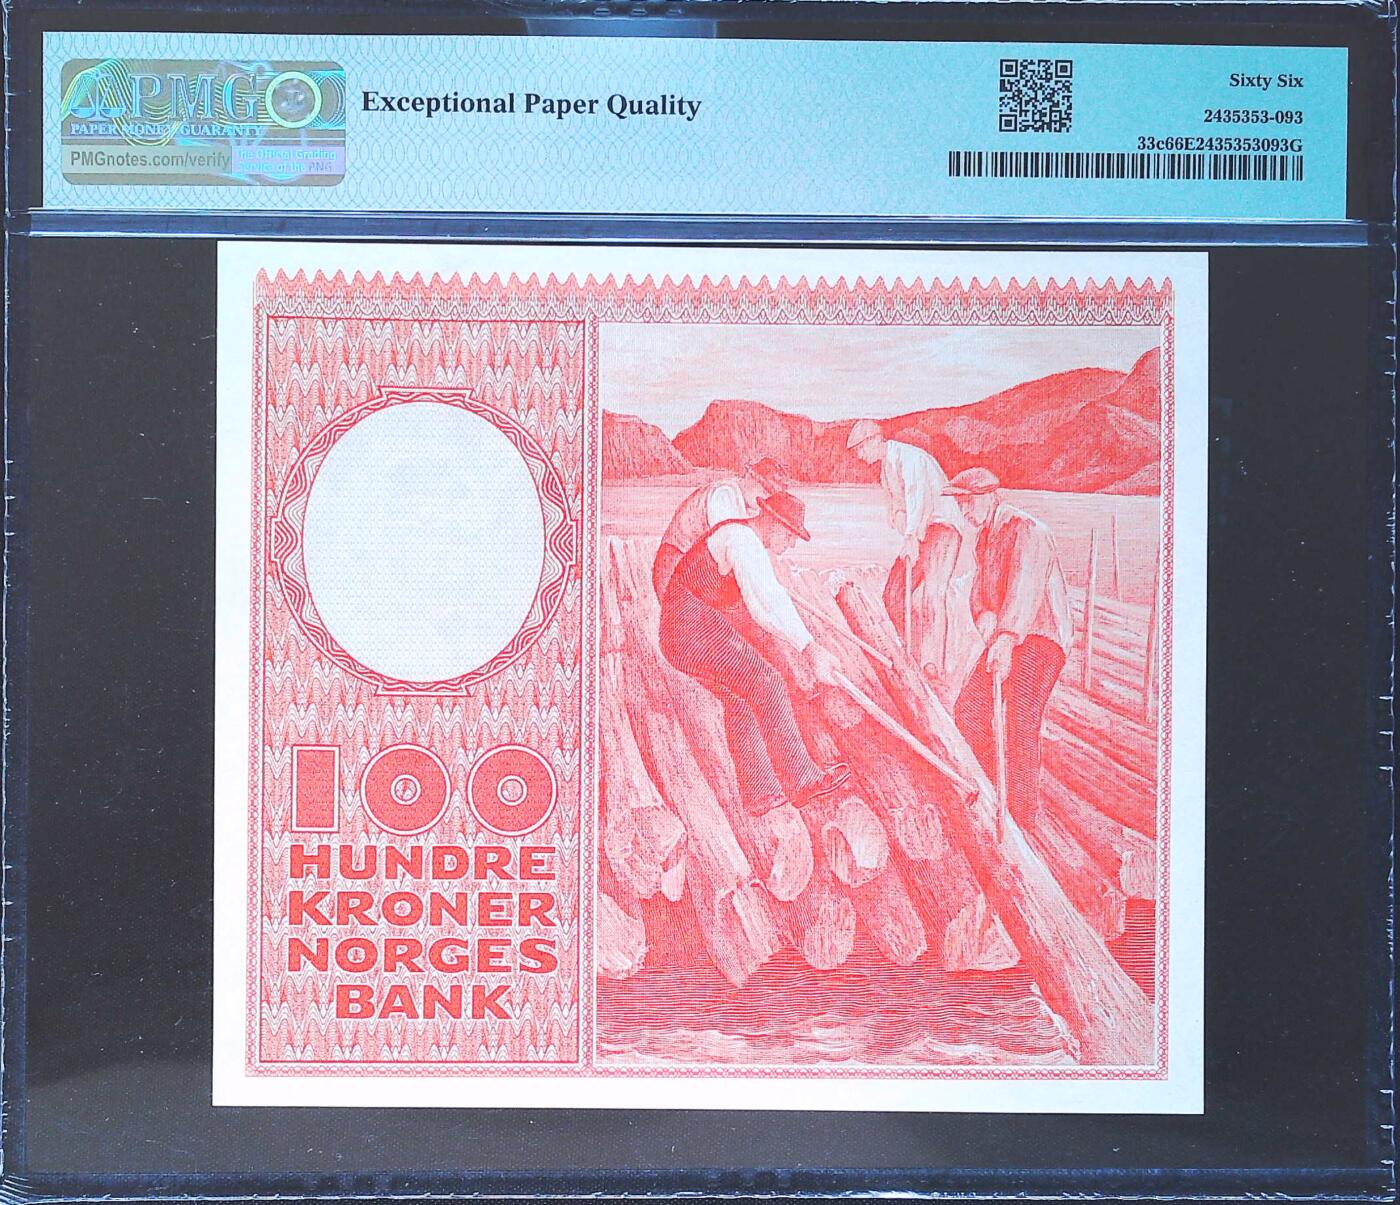 PMG
PAPER MONEY GUARANTY
PMGnotes.com/verify
The Official Grading
Service of the PNG
Exceptional Paper Quality
Sixty Six
2435353-093
33c66E2435353093G
100
HUNDRE
KRONER
NORGES
BANK